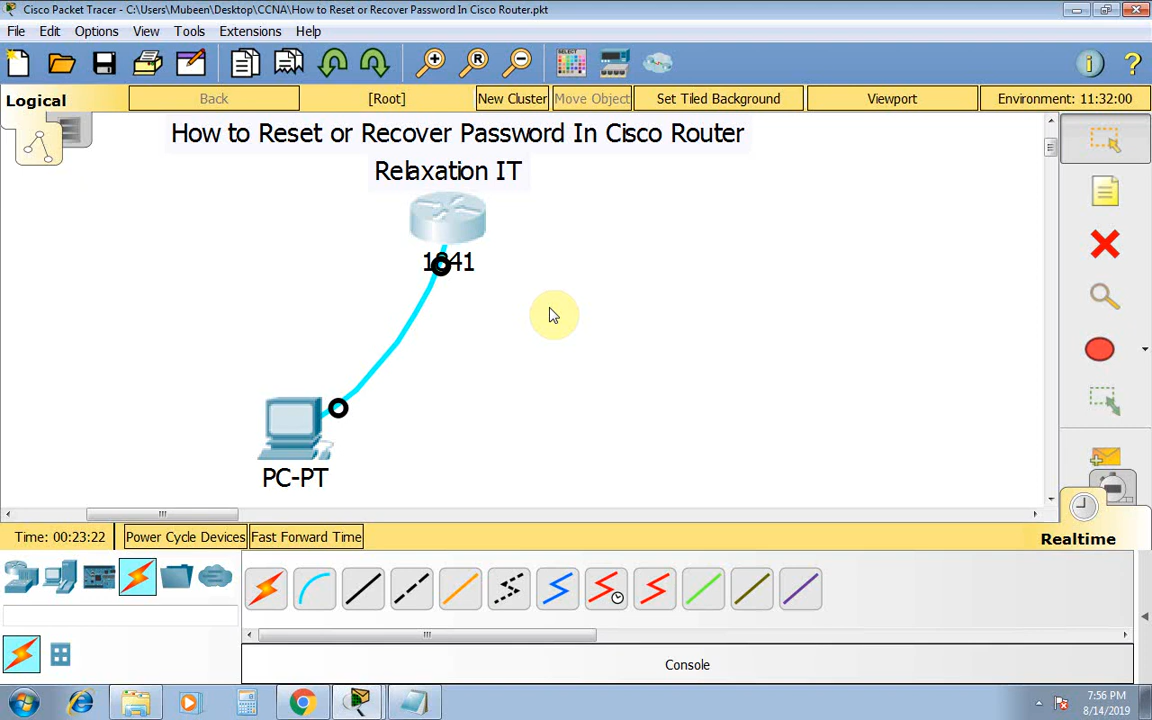 Cisco Packet Tracer - C:\Users\Mubeen\Desktop\CCNA\How to Reset or Recover Password In Cisco Router.pkt
File Edit Options View Tools Extensions Help
SELECT
Logical Back [Root] New Cluster Move Object Set Tiled Background Viewport Environment: 11:32:00
How to Reset or Recover Password In Cisco Router
Relaxation IT
1841
PC-PT
Time: 00:23:22 Power Cycle Devices Fast Forward Time
Realtime
Console
7:56 PM
8/14/2019